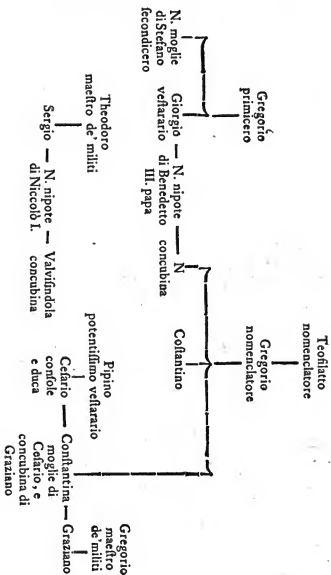 Teofilatto
nomenclatore
Gregorio
primicero
Gregorio
nomenclatore
N. moglie
di Stefano
ſecondicero
Giorgio — N. nipote — N
veſtarario di Benedetto concubina
III. papa
Coſtantino
Theodoro
maeſtro de' militi
Sergio — N. nipote — Valviſindola
di Niccolò I. concubina
Pipino
potentiſſimo veſtarario
Gregorio
maeſtro
de' militi
Ceſario — Conſtantina — Graziano
conſole
e duca
moglie di
Ceſario, e
concubina di
Graziano